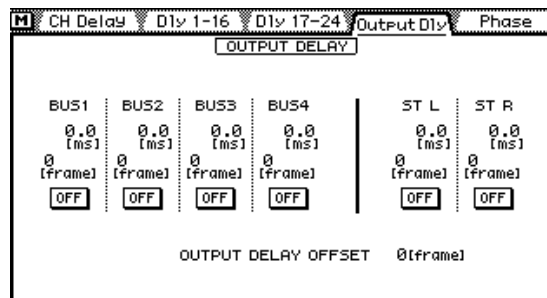 M CH Delay Dly 1-16 Dly 17-24 Output Dly Phase
OUTPUT DELAY
BUS1 BUS2 BUS3 BUS4 ST L ST R
0.0 0.0 0.0 0.0 0.0 0.0
[ms] [ms] [ms] [ms] [ms] [ms]
0 0 0 0 0 0
[frame] [frame] [frame] [frame] [frame] [frame]
OFF OFF OFF OFF OFF OFF
OUTPUT DELAY OFFSET 0[frame]